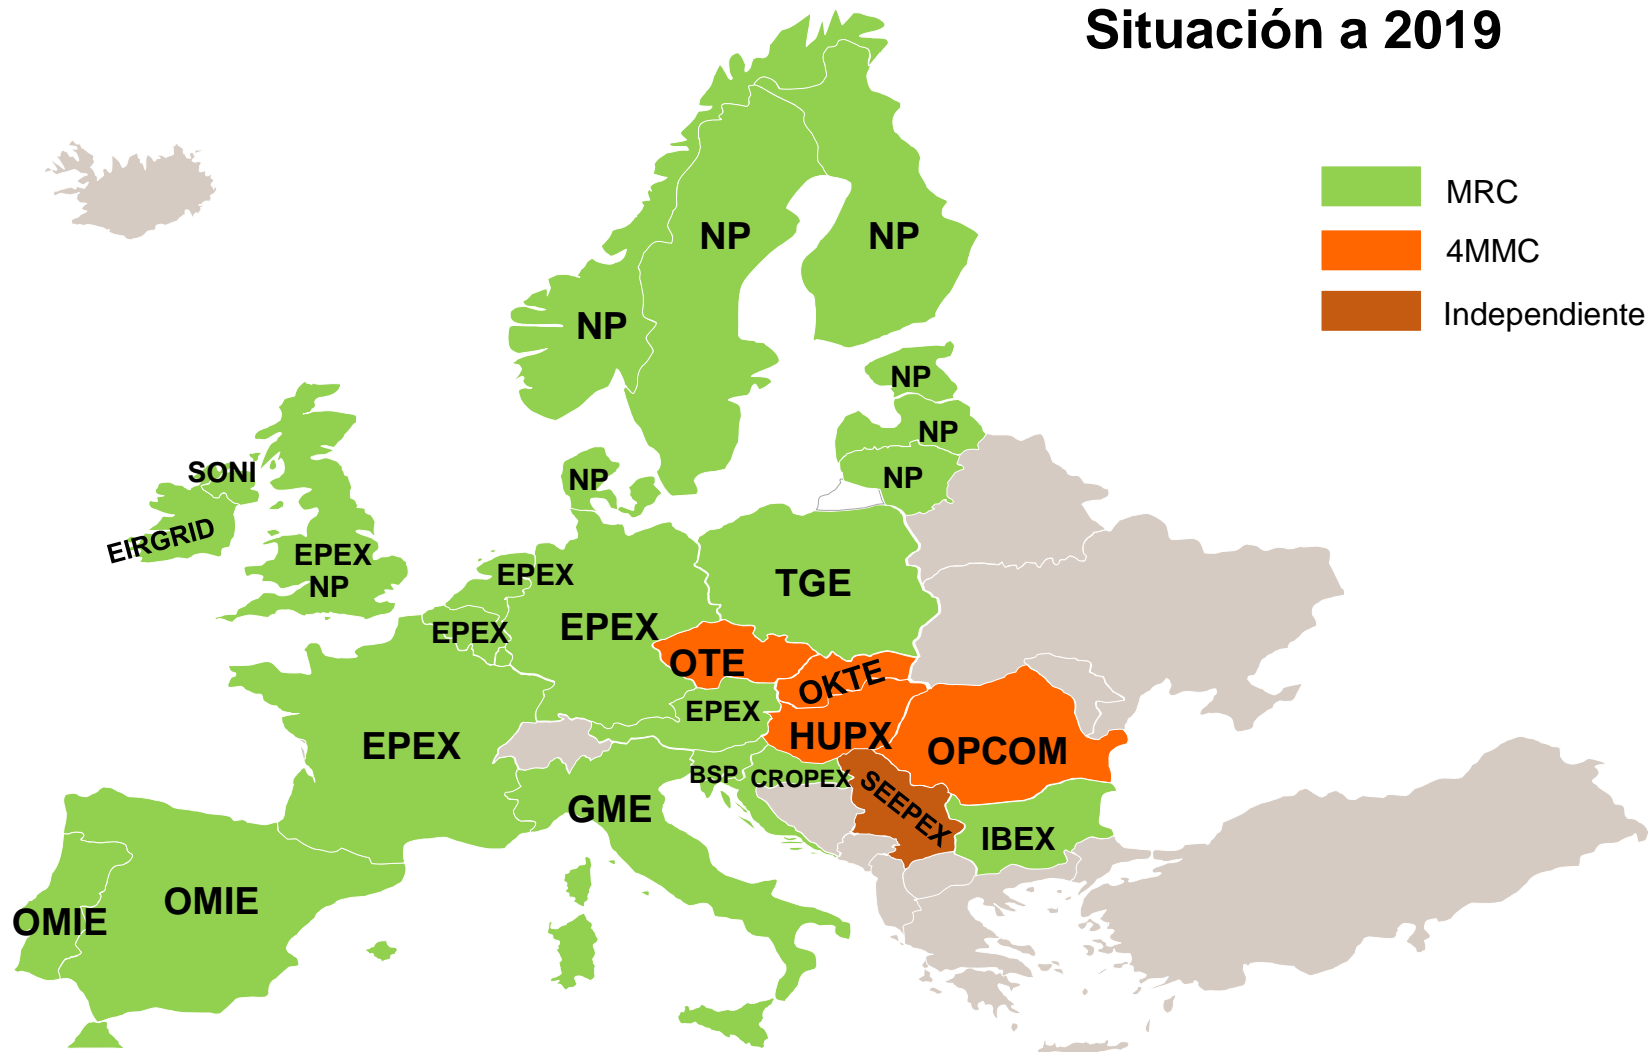 Situación a 2019
MRC
4MMC
Independiente
NP
NP
NP
NP
NP
NP
NP
SONI
EIRGRID
EPEX
NP
EPEX
EPEX
EPEX
TGE
OTE
OKTE
EPEX
HUPX
EPEX
OPCOM
BSP
CROPEX
SEEPEX
GME
IBEX
OMIE
OMIE